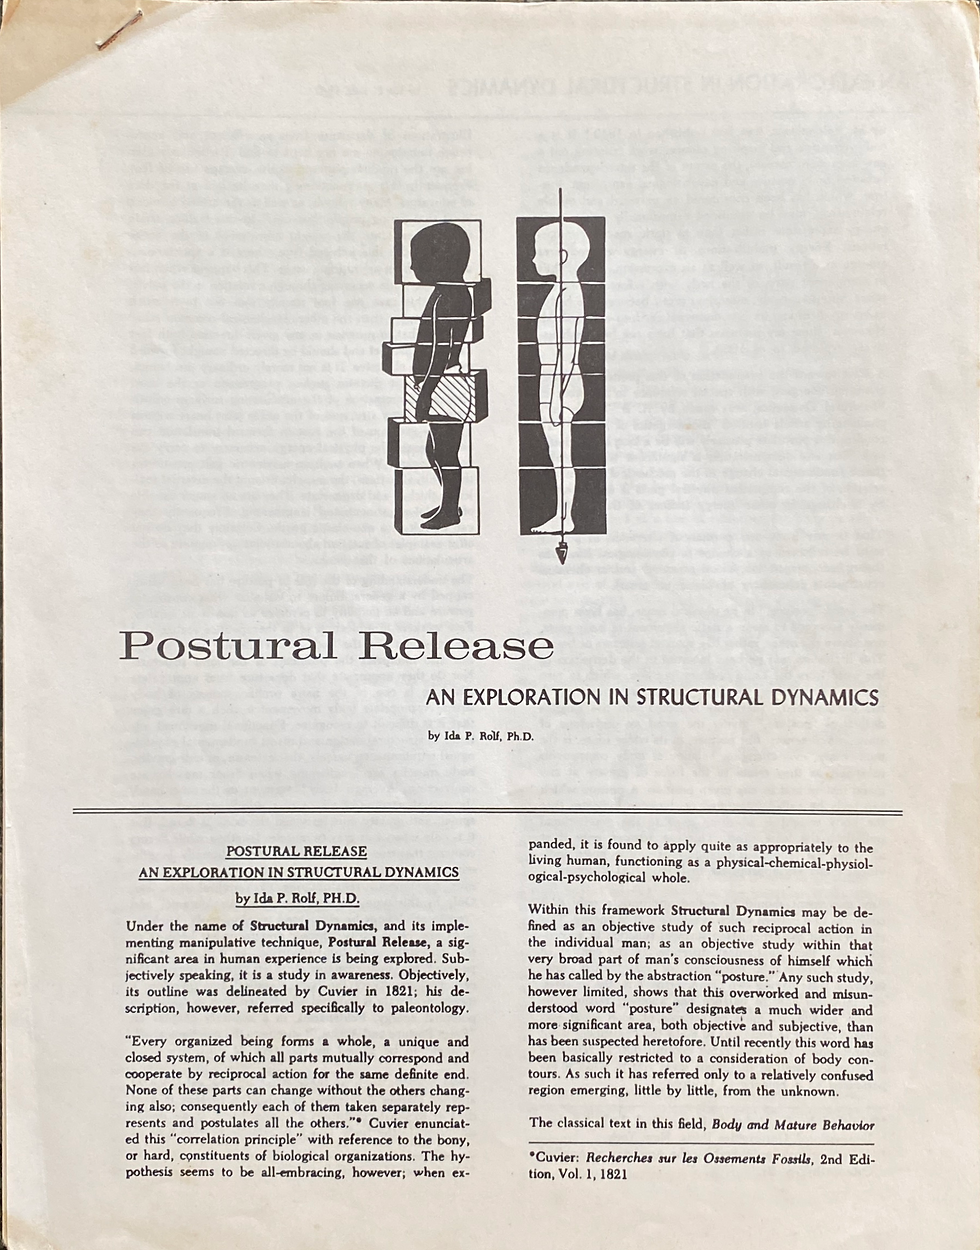 Postural Release
AN EXPLORATION IN STRUCTURAL DYNAMICS
by Ida P. Rolf, Ph.D.
POSTURAL RELEASE
AN EXPLORATION IN STRUCTURAL DYNAMICS
by Ida P. Rolf, PH.D.
Under the name of Structural Dynamics, and its imple-
menting manipulative technique, Postural Release, a sig-
nificant area in human experience is being explored. Sub-
jectively speaking, it is a study in awareness. Objectively,
its outline was delineated by Cuvier in 1821; his de-
scription, however, referred specifically to paleontology.
"Every organized being forms a whole, a unique and
closed system, of which all parts mutually correspond and
cooperate by reciprocal action for the same definite end.
None of these parts can change without the others chang-
ing also; consequently each of them taken separately rep-
resents and postulates all the others."* Cuvier enunciat-
ed this "correlation principle" with reference to the bony,
or hard, constituents of biological organizations. The hy-
pothesis seems to be all-embracing, however; when ex-
panded, it is found to apply quite as appropriately to the
living human, functioning as a physical-chemical-physiol-
ogical-psychological whole.
Within this framework Structural Dynamics may be de-
fined as an objective study of such reciprocal action in
the individual man; as an objective study within that
very broad part of man's consciousness of himself which
he has called by the abstraction "posture." Any such study,
however limited, shows that this overworked and misun-
derstood word "posture" designates a much wider and
more significant area, both objective and subjective, than
has been suspected heretofore. Until recently this word has
been basically restricted to a consideration of body con-
tours. As such it has referred only to a relatively confused
region emerging, little by little, from the unknown.
The classical text in this field, Body and Mature Behavior
*Cuvier: Recherches sur les Ossements Fossils, 2nd Edi-
tion, Vol. 1, 1821